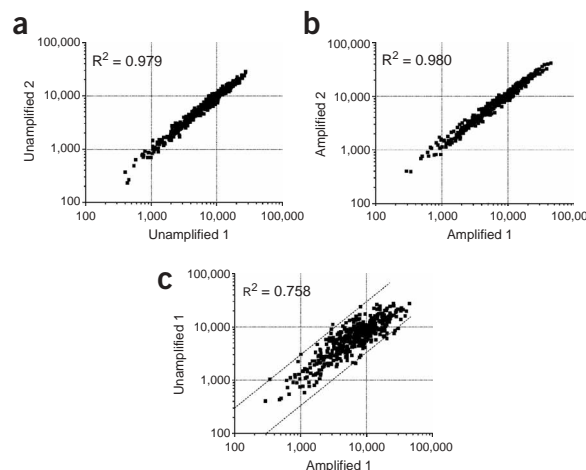 a
100,000
R² = 0.979
10,000
1,000
100
Unamplified 2
100 1,000 10,000 100,000
Unamplified 1
b
100,000
R² = 0.980
10,000
1,000
100
Amplified 2
100 1,000 10,000 100,000
Amplified 1
c
100,000
R² = 0.758
10,000
1,000
100
Unamplified 1
100 1,000 10,000 100,000
Amplified 1